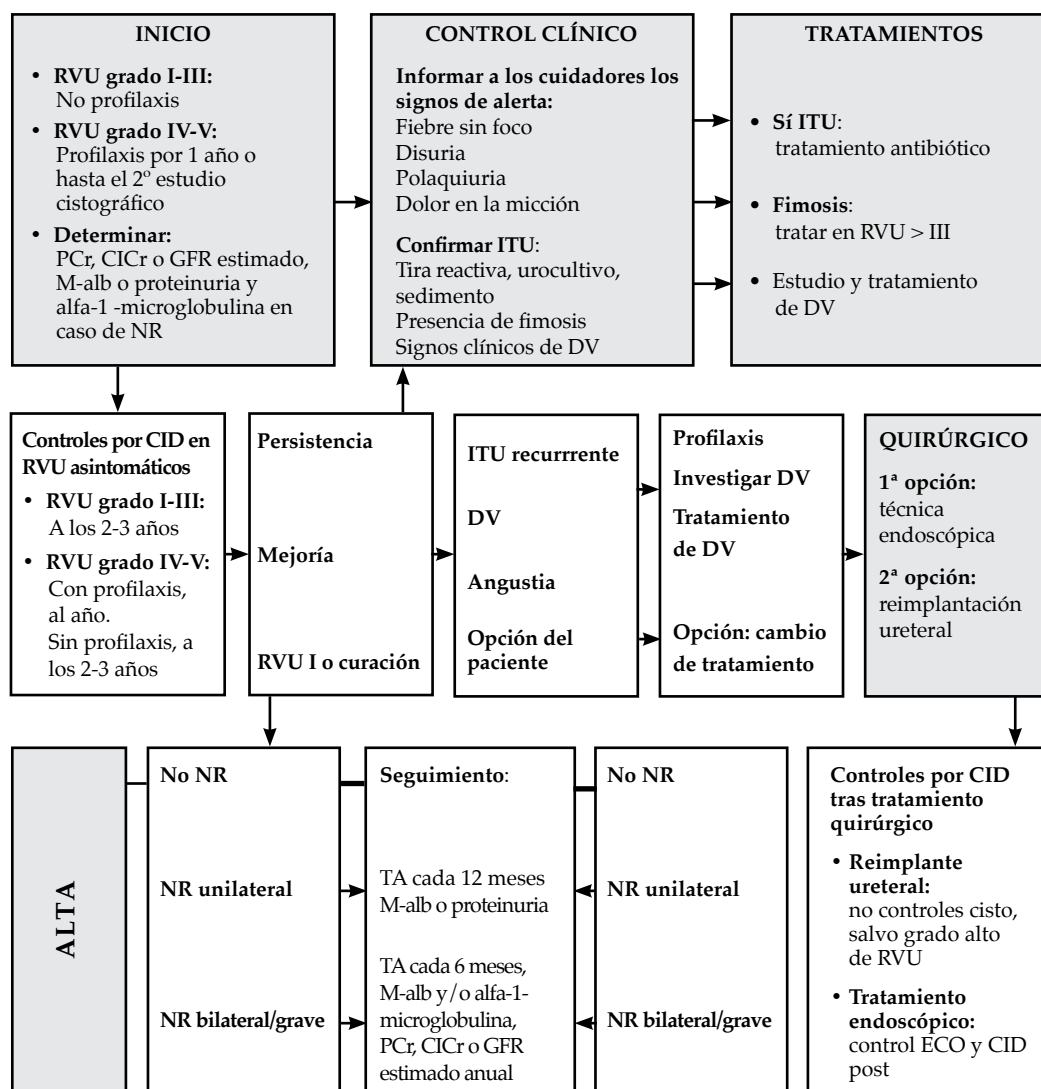 INICIO
• RVU grado I-III:
No profilaxis
• RVU grado IV-V:
Profilaxis por 1 año o
hasta el 2º estudio
cistográfico
• Determinar:
PCr, CICr o GFR estimado,
M-alb o proteinuria y
alfa-1 -microglobulina en
caso de NR
CONTROL CLÍNICO
Informar a los cuidadores los
signos de alerta:
Fiebre sin foco
Disuria
Polaquiuria
Dolor en la micción
Confirmar ITU:
Tira reactiva, urocultivo,
sedimento
Presencia de fimosis
Signos clínicos de DV
TRATAMIENTOS
• Sí ITU:
tratamiento antibiótico
• Fimosis:
tratar en RVU > III
• Estudio y tratamiento
de DV
Controles por CID en
RVU asintomáticos
• RVU grado I-III:
A los 2-3 años
• RVU grado IV-V:
Con profilaxis,
al año.
Sin profilaxis, a
los 2-3 años
Persistencia
Mejoría
RVU I o curación
ITU recurrrente
DV
Angustia
Opción del
paciente
Profilaxis
Investigar DV
Tratamiento
de DV
Opción: cambio
de tratamiento
QUIRÚRGICO
1ª opción:
técnica
endoscópica
2ª opción:
reimplantación
ureteral
ALTA
No NR
NR unilateral
NR bilateral/grave
Seguimiento:
TA cada 12 meses
M-alb o proteinuria
TA cada 6 meses,
M-alb y/o alfa-1-
microglobulina,
PCr, CICr o GFR
estimado anual
No NR
NR unilateral
NR bilateral/grave
Controles por CID
tras tratamiento
quirúrgico
• Reimplante
ureteral:
no controles cisto,
salvo grado alto
de RVU
• Tratamiento
endoscópico:
control ECO y CID
post